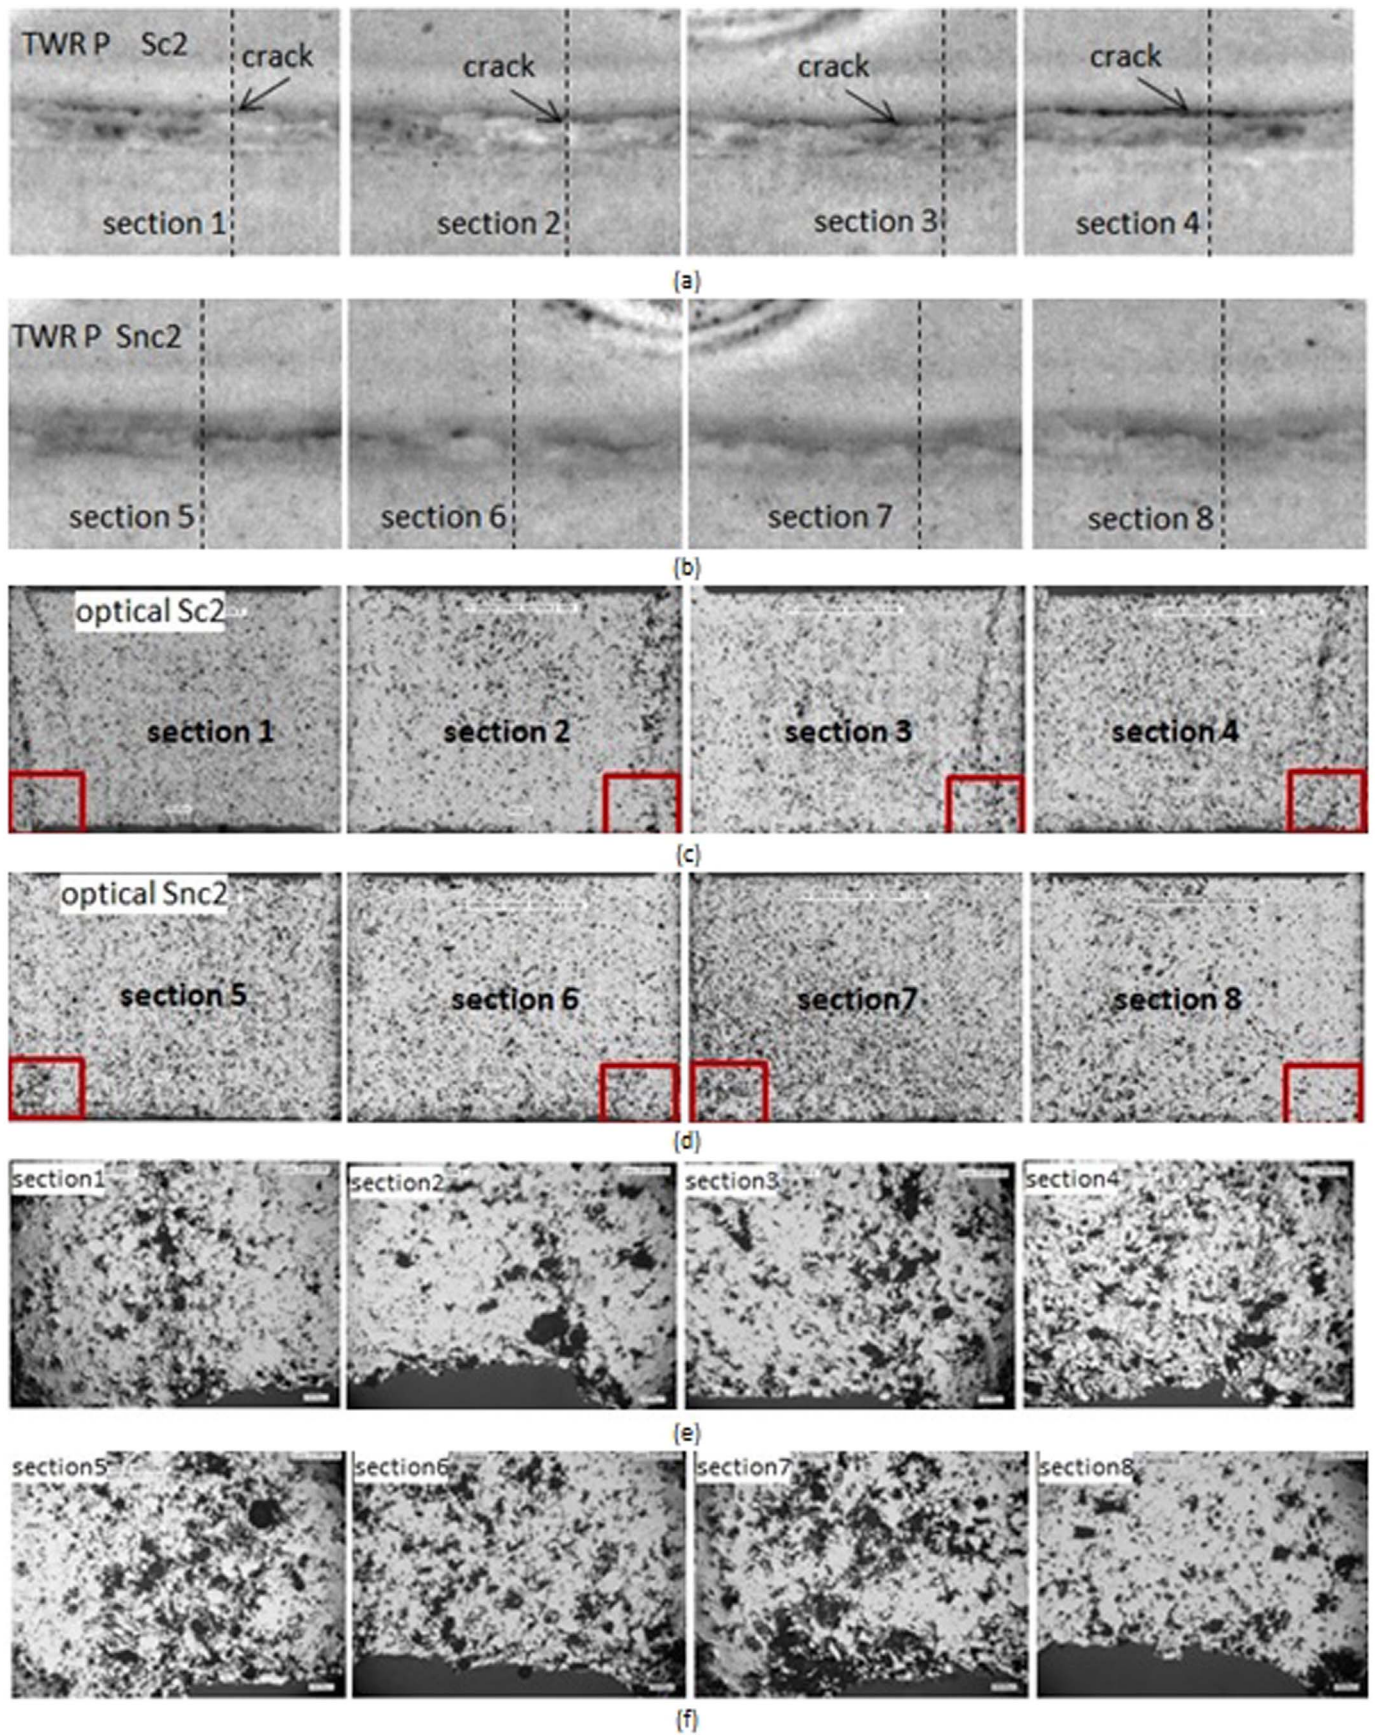 TWR P Sc2
crack
crack
crack
crack
section 1
section 2
section 3
section 4
(a)
TWR P Snc2
section 5
section 6
section 7
section 8
(b)
optical Sc2
section 1
section 2
section 3
section 4
(c)
optical Snc2
section 5
section 6
section7
section 8
(d)
section1
section2
section3
section4
(e)
section5
section6
section7
section8
(f)